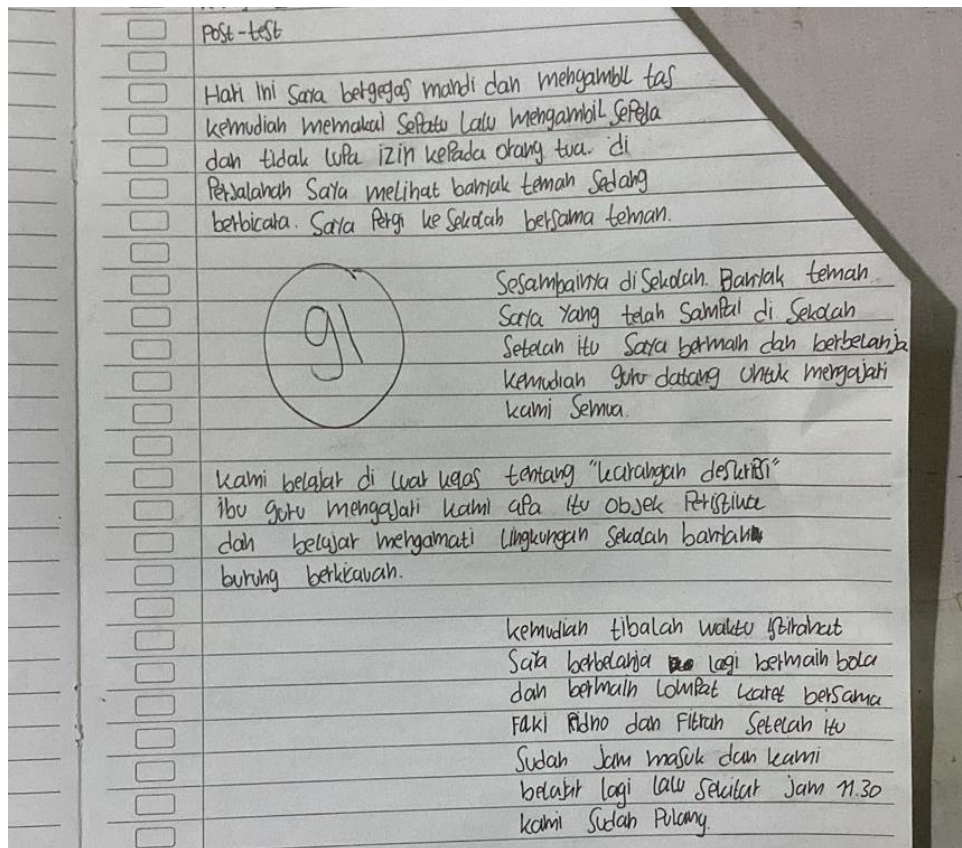 Post-test
Hari Ini Saya bergegas mandi dan mengambil tas
kemudian memakai Sepatu Lalu mengambil Sepeda
dan tidak lupa izin kepada orang tua. di
Perjalanan Saya melihat banyak teman Sedang
berbicara. Saya Pergi ke Sekolah bersama teman.
Sesampainya di Sekolah. Banyak teman
Saya Yang telah Sampai di Sekolah
91
Setelah itu Saya bermain dan berbelanja
kemudian guru datang untuk mengajari
kami Semua.
kami belajar di luar kelas tentang "karangan deskripsi"
ibu guru mengajari kami apa itu objek Peristiwa
dan belajar mengamati lingkungan Sekolah banyak
burung berkicauan.
kemudian tibalah waktu istirahat
Saya berbelanja lagi bermain bola
dan bermain Lompat karet bersama
Faki Ridho dan Fitrah Setelah itu
Sudah Jam masuk dan kami
belajar lagi lalu Sekitar Jam 11.30
kami Sudah Pulang.